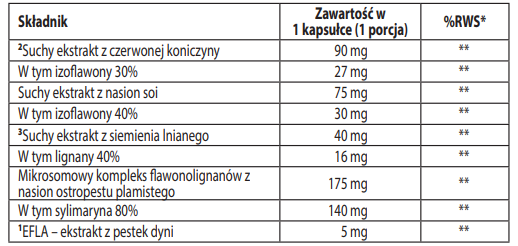 Składnik Zawartość w 1 kapsułce (1 porcja) %RWS*
²Suchy ekstrakt z czerwonej koniczyny 90 mg **
W tym izoflawony 30% 27 mg **
Suchy ekstrakt z nasion soi 75 mg **
W tym izoflawony 40% 30 mg **
³Suchy ekstrakt z siemienia lnianego 40 mg **
W tym lignany 40% 16 mg **
Mikrosomowy kompleks flawonolignanów z
nasion ostropestu plamistego 175 mg **
W tym sylimaryna 80% 140 mg **
¹EFLA – ekstrakt z pestek dyni 5 mg **